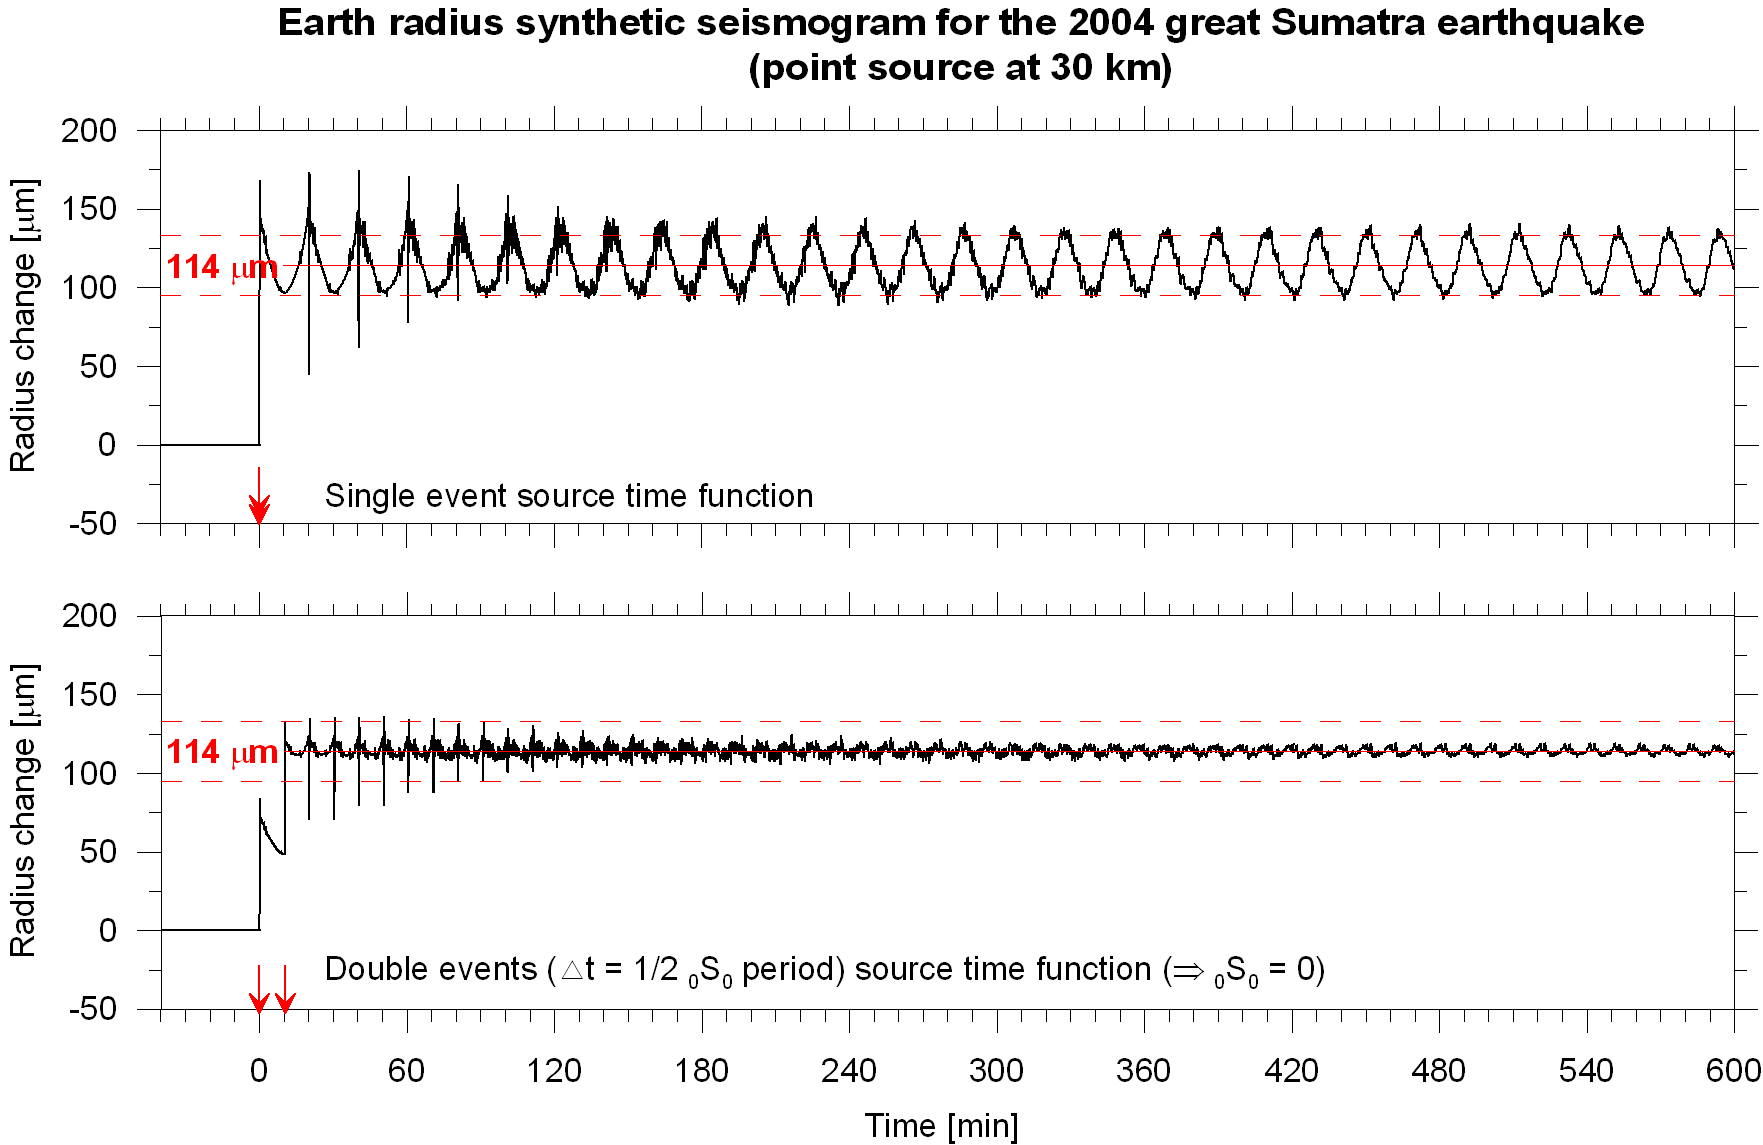 Earth radius synthetic seismogram for the 2004 great Sumatra earthquake
(point source at 30 km)
Radius change [μm]
200
150
100
50
0
-50
114 μm
Single event source time function
Radius change [μm]
200
150
100
50
0
-50
114 μm
Double events (△t = 1/2 ₀S₀ period) source time function (⇒ ₀S₀ = 0)
0 60 120 180 240 300 360 420 480 540 600
Time [min]